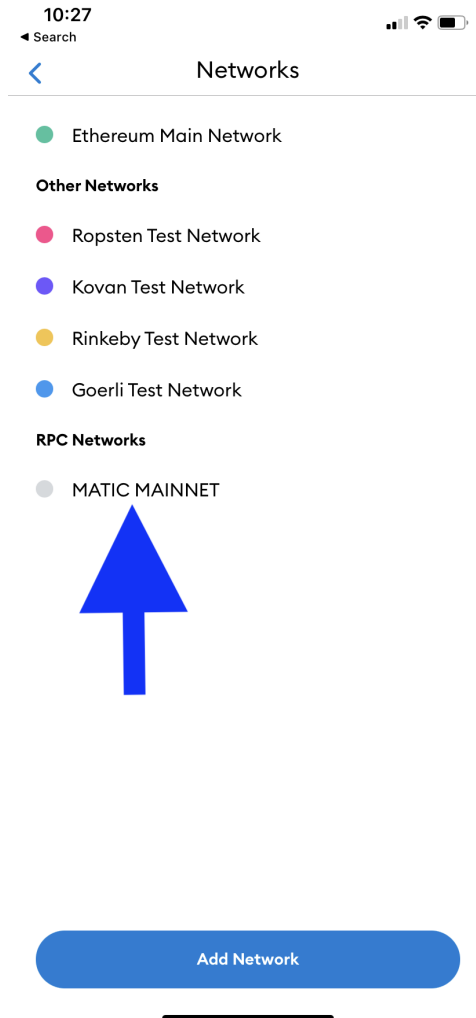 10:27
◀ Search
Networks
Ethereum Main Network
Other Networks
Ropsten Test Network
Kovan Test Network
Rinkeby Test Network
Goerli Test Network
RPC Networks
MATIC MAINNET
Add Network